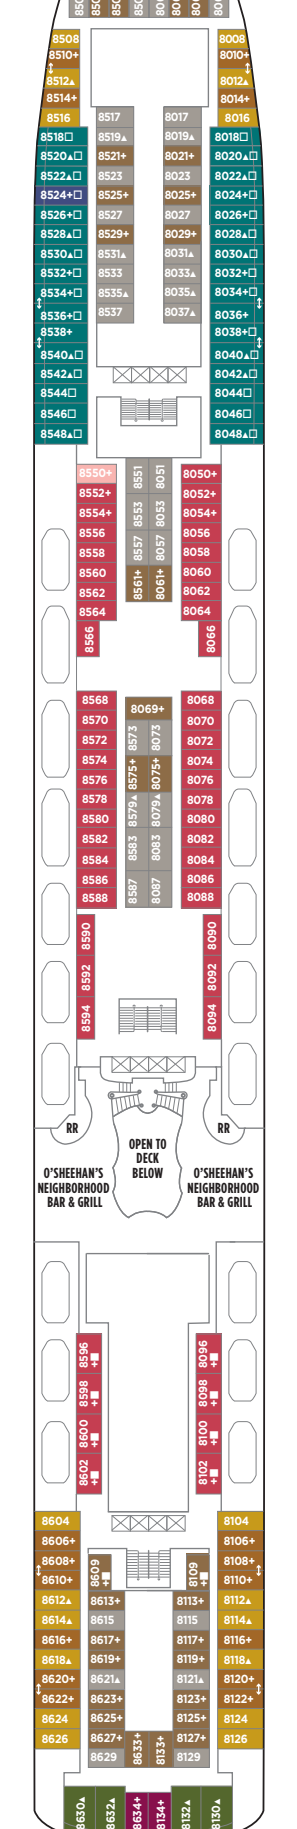 8508 8008
8510+ 8010+
8512▲ 8012▲
8514+ 8014+
8516 8517 8017 8016
8518□ 8519▲ 8019▲ 8018□
8520▲□ 8521+ 8021+ 8020▲□
8522▲□ 8523 8023 8022▲□
8524+□ 8525+ 8025+ 8024+□
8526+□ 8527 8027 8026+□
8528▲□ 8529+ 8029+ 8028▲□
8530▲□ 8531▲ 8031▲ 8030▲□
8532+□ 8533 8033▲ 8032+□
8534+□ 8535▲ 8035▲ 8034+□
8536+□ 8537 8037▲ 8036+
8538+ 8038+□
8540▲□ 8040▲□
8542▲□ 8042▲□
8544□ 8044□
8546□ 8046□
8548▲□ 8048▲□
8550+ 8551 8051 8050+
8552+ 8052+
8554+ 8553 8053 8054+
8556 8056
8558 8557 8057 8058
8560 8561+ 8061+ 8060
8562 8062
8564 8064
8566 8066
8568 8069+ 8068
8570 8070
8572 8573 8073 8072
8574 8575+ 8075+ 8074
8576 8076
8578 8579▲ 8079▲ 8078
8580 8080
8582 8583 8083 8082
8584 8084
8586 8587 8087 8086
8588 8088
8590 8090
8592 8092
8594 8094
RR RR
OPEN TO
DECK
BELOW
O'SHEEHAN'S
NEIGHBORHOOD
BAR & GRILL
O'SHEEHAN'S
NEIGHBORHOOD
BAR & GRILL
8596 +■ 8096 +■
8598 +■ 8098 +■
8600 +■ 8100 +■
8602 +■ 8102 +■
8604 8104
8606+ 8106+
8608+ 8609 +■ 8109 +■ 8108+
8610+ 8110+
8612▲ 8613+ 8113+ 8112▲
8614▲ 8615 8115 8114▲
8616+ 8617+ 8117+ 8116+
8618▲ 8619+ 8119+ 8118▲
8620+ 8621▲ 8121▲ 8120+
8622+ 8623+ 8123+ 8122+
8624 8625+ 8125+ 8124
8626 8627+ 8633+ 8133+ 8127+ 8126
8629 8129
8630▲ 8632▲ 8634+ 8134+ 8132▲ 8130▲